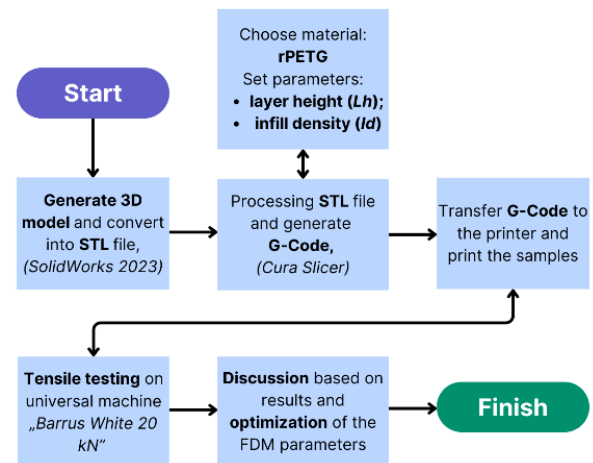 Start
Choose material:
rPETG
Set parameters:
• layer height (Lh);
• infill density (Id)
Generate 3D
model and convert
into STL file,
(SolidWorks 2023)
Processing STL file
and generate
G-Code,
(Cura Slicer)
Transfer G-Code to
the printer and
print the samples
Tensile testing on
universal machine
„Barrus White 20
kN”
Discussion based on
results and
optimization of the
FDM parameters
Finish